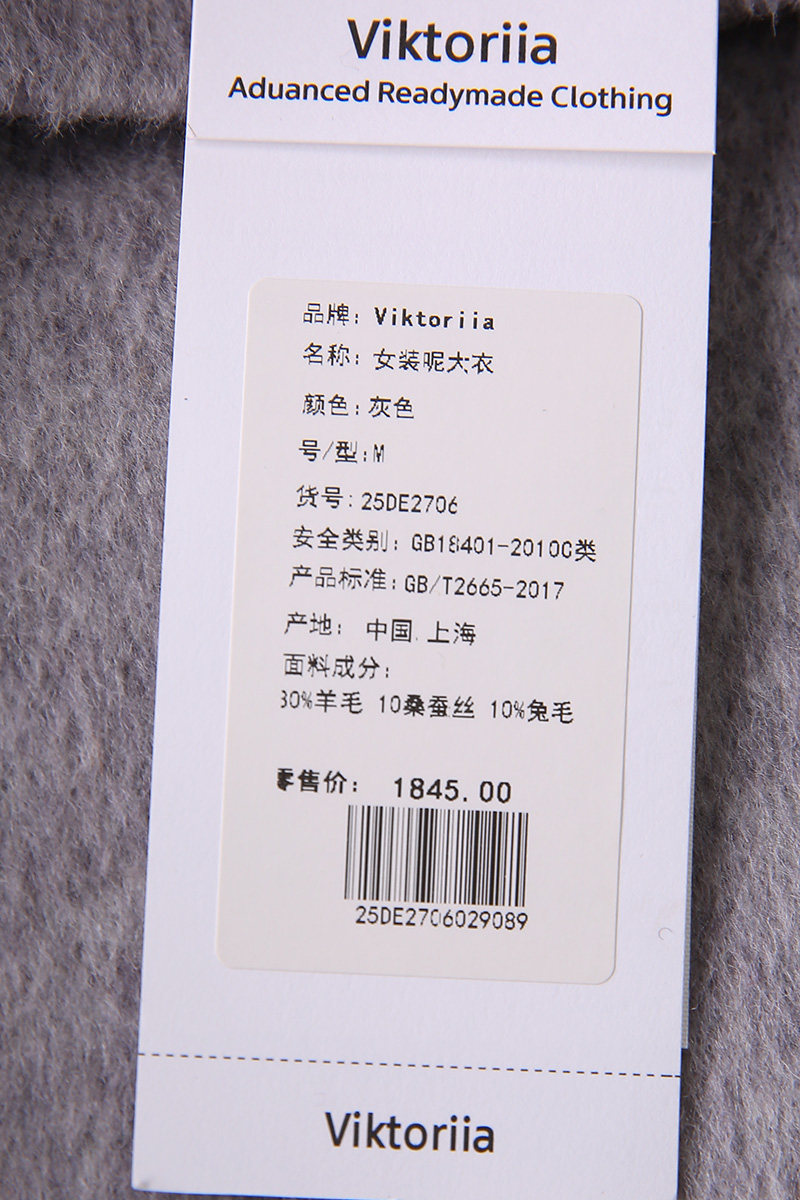 Viktoriia
Aduanced Readymade Clothing
品牌: Viktoriia
名称: 女装呢大衣
颜色: 灰色
号/型: M
货号: 25DE2706
安全类别: GB18401-2010C类
产品标准: GB/T2665-2017
产地: 中国.上海
面料成分:
80%羊毛 10桑蚕丝 10%兔毛
零售价: 1845.00
25DE2706029089
Viktoriia